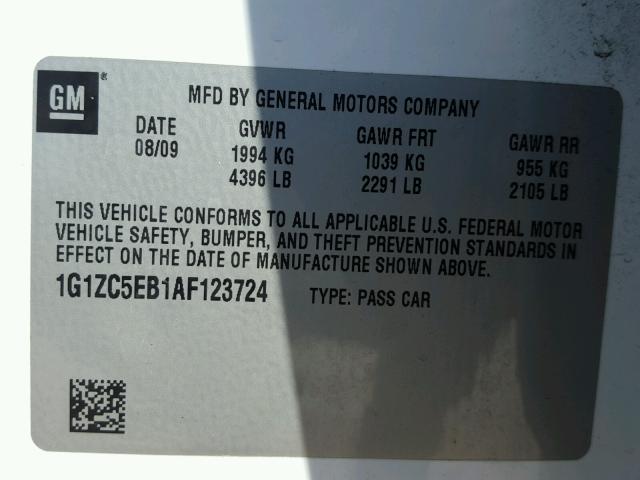 GM ®
MFD BY GENERAL MOTORS COMPANY
DATE GVWR GAWR FRT GAWR RR
08/09 1994 KG 1039 KG 955 KG
4396 LB 2291 LB 2105 LB
THIS VEHICLE CONFORMS TO ALL APPLICABLE U.S. FEDERAL MOTOR
VEHICLE SAFETY, BUMPER, AND THEFT PREVENTION STANDARDS IN
EFFECT ON THE DATE OF MANUFACTURE SHOWN ABOVE.
1G1ZC5EB1AF123724 TYPE: PASS CAR